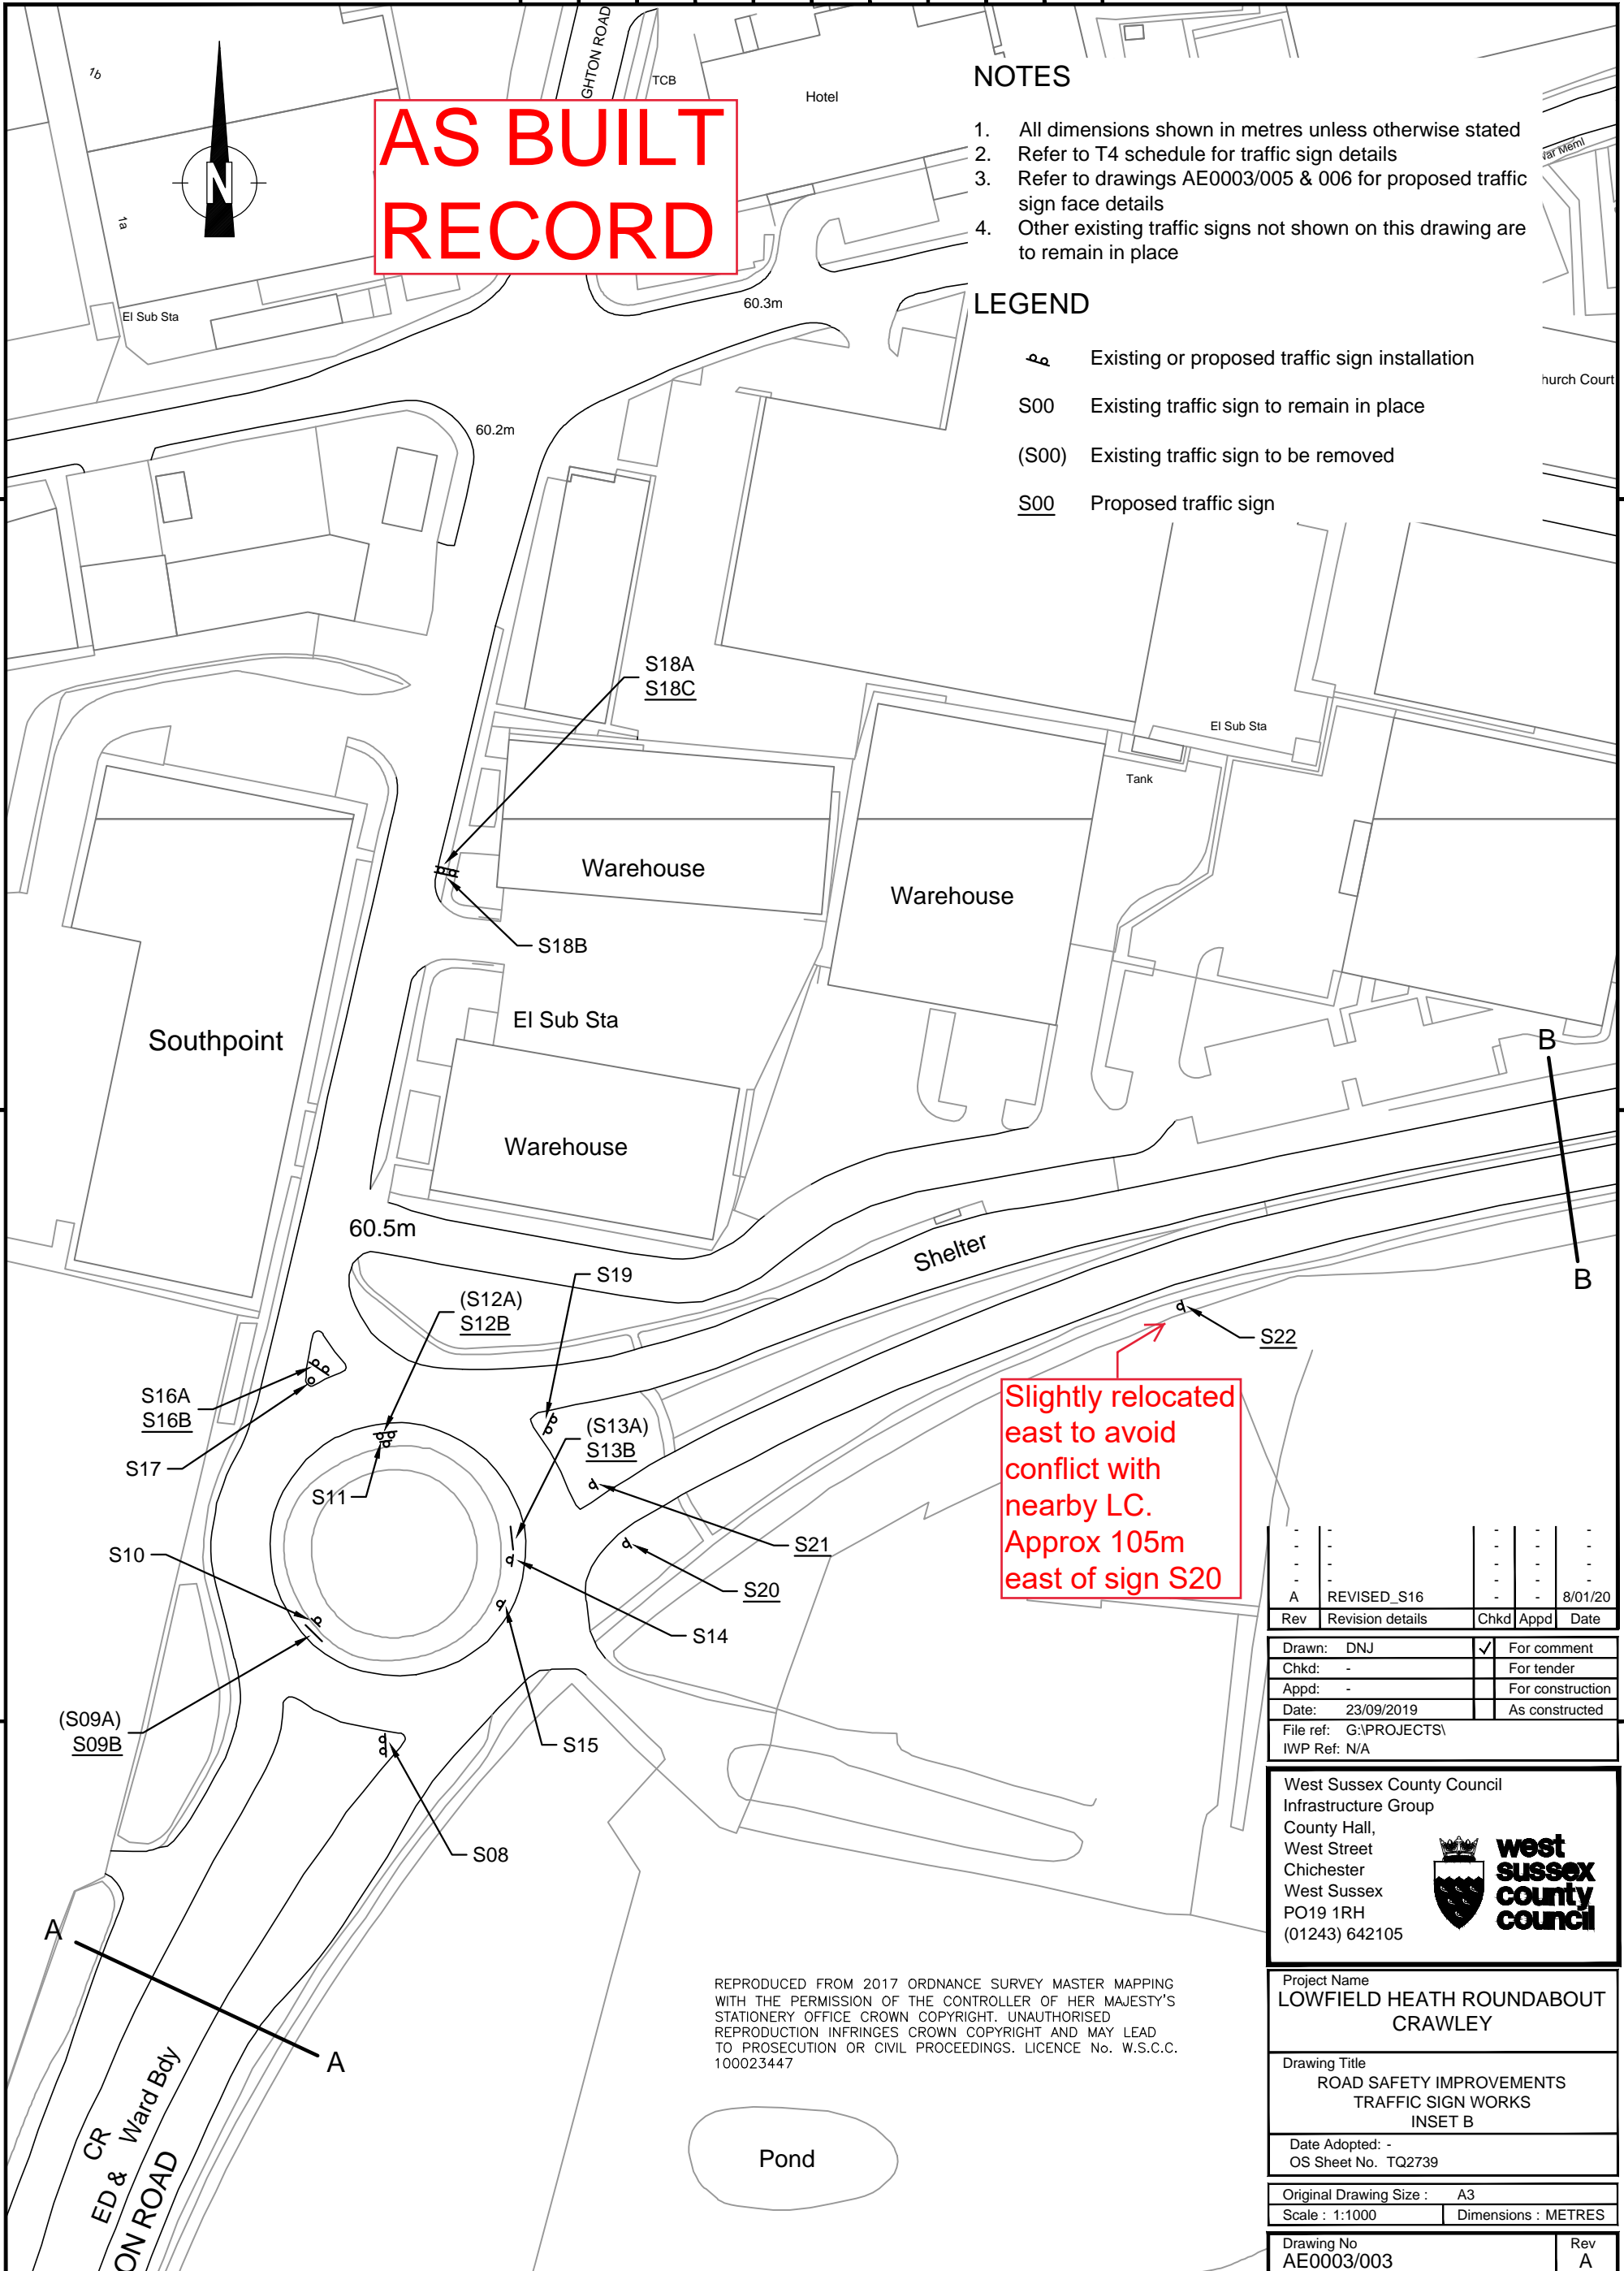 1b
1a
GHTON ROAD
TCB
Hotel
AS BUILT
RECORD
N
El Sub Sta
60.3m
60.2m
NOTES
1. All dimensions shown in metres unless otherwise stated
2. Refer to T4 schedule for traffic sign details
3. Refer to drawings AE0003/005 & 006 for proposed traffic
sign face details
4. Other existing traffic signs not shown on this drawing are
to remain in place
LEGEND
Existing or proposed traffic sign installation
S00 Existing traffic sign to remain in place
(S00) Existing traffic sign to be removed
S00 Proposed traffic sign
Var Meml
hurch Court
S18A
S18C
El Sub Sta
Tank
Warehouse
Warehouse
S18B
El Sub Sta
Southpoint
Warehouse
60.5m
Shelter
B
B
S19
(S12A)
S12B
S22
S16A
S16B
(S13A)
S13B
S17
S11
S10
S21
S20
S14
S15
(S09A)
S09B
S08
Slightly relocated
east to avoid
conflict with
nearby LC.
Approx 105m
east of sign S20
A
A
CR
ED & Ward Bdy
ON ROAD
Pond
REPRODUCED FROM 2017 ORDNANCE SURVEY MASTER MAPPING
WITH THE PERMISSION OF THE CONTROLLER OF HER MAJESTY'S
STATIONERY OFFICE CROWN COPYRIGHT. UNAUTHORISED
REPRODUCTION INFRINGES CROWN COPYRIGHT AND MAY LEAD
TO PROSECUTION OR CIVIL PROCEEDINGS. LICENCE No. W.S.C.C.
100023447
- - - - -
- - - - -
- - - - -
- - - - -
A REVISED_S16 - - 8/01/20
Rev Revision details Chkd Appd Date
Drawn: DNJ ✓ For comment
Chkd: - For tender
Appd: - For construction
Date: 23/09/2019 As constructed
File ref: G:\PROJECTS\
IWP Ref: N/A
West Sussex County Council
Infrastructure Group
County Hall,
West Street
Chichester
West Sussex
PO19 1RH
(01243) 642105
west
sussex
county
council
Project Name
LOWFIELD HEATH ROUNDABOUT
CRAWLEY
Drawing Title
ROAD SAFETY IMPROVEMENTS
TRAFFIC SIGN WORKS
INSET B
Date Adopted: -
OS Sheet No. TQ2739
Original Drawing Size : A3
Scale : 1:1000 Dimensions : METRES
Drawing No Rev
AE0003/003 A